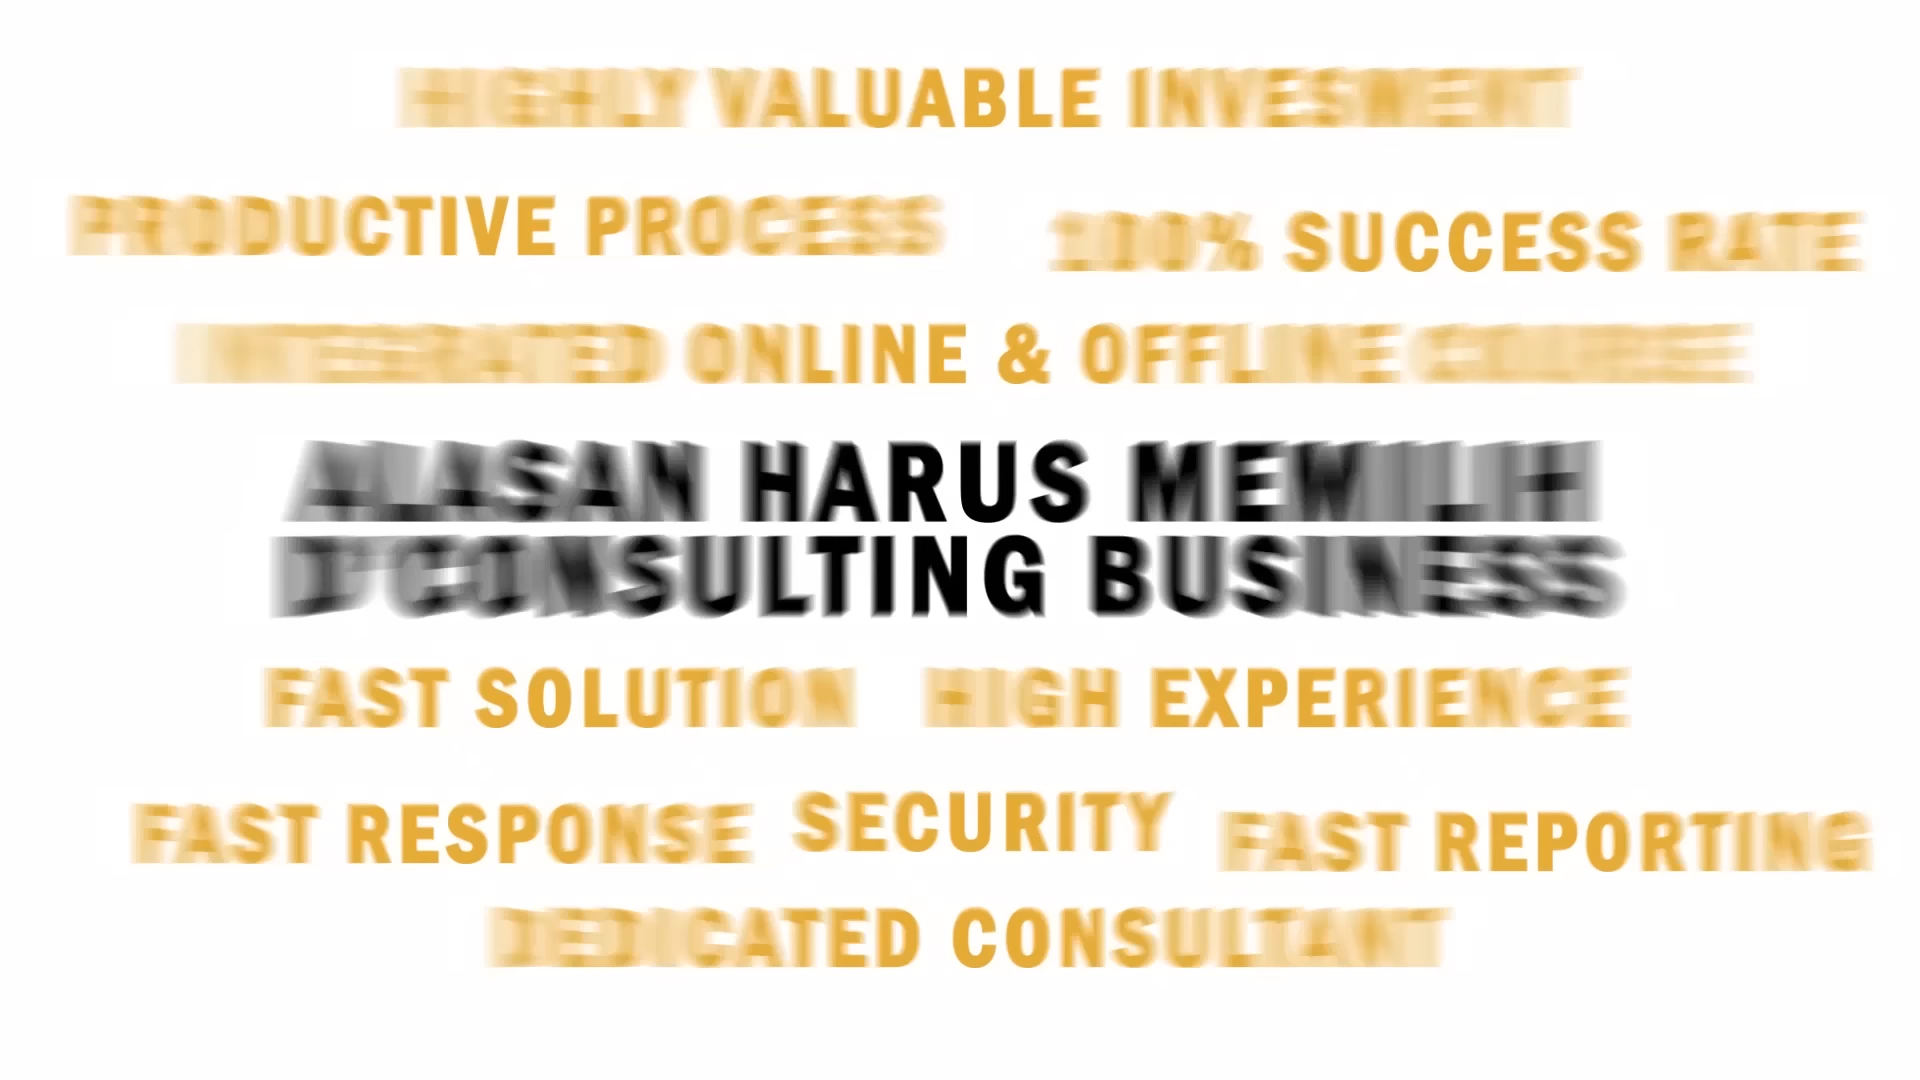 HIGHLY VALUABLE INVESMENT
PRODUCTIVE PROCESS
100% SUCCESS RATE
INTEGRATED ONLINE & OFFLINE COURSE
ALASAN HARUS MEMILIH
D'CONSULTING BUSINESS
FAST SOLUTION
HIGH EXPERIENCE
FAST RESPONSE
SECURITY
FAST REPORTING
DEDICATED CONSULTANT